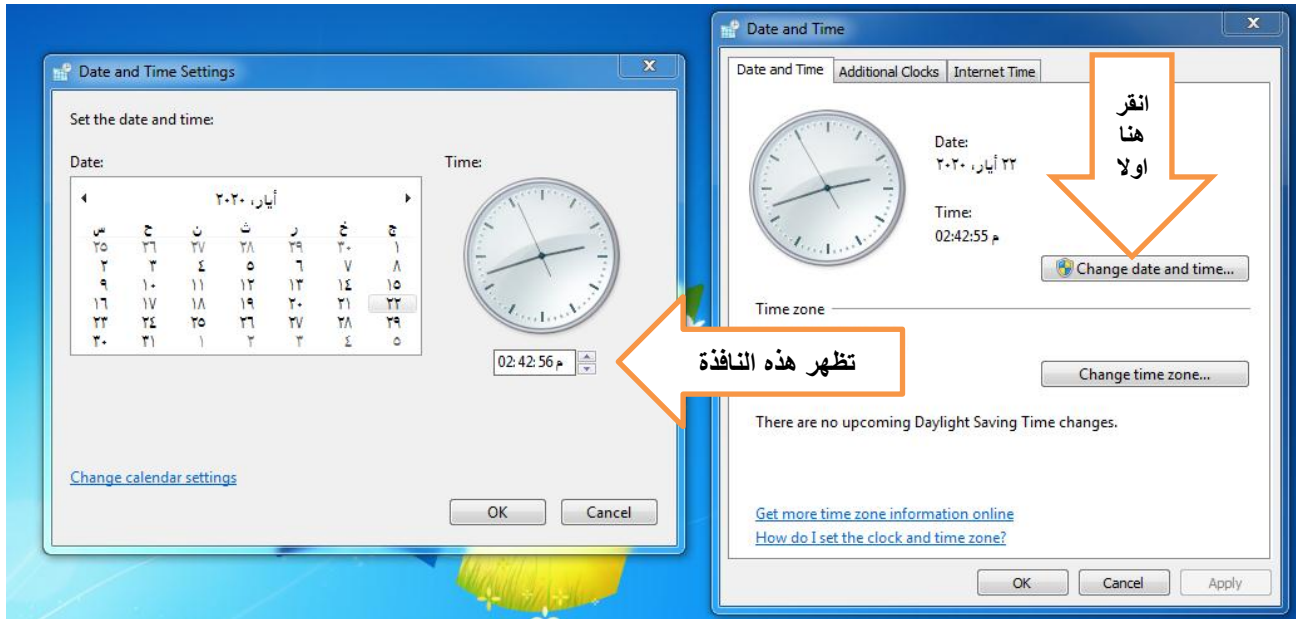 Date and Time Settings
Set the date and time:
Date:
أيار، ٢٠٢٠
س ح ن ث ر خ ج
٢٥ ٢٦ ٢٧ ٢٨ ٢٩ ٣٠ ١
٢ ٣ ٤ ٥ ٦ ٧ ٨
٩ ١٠ ١١ ١٢ ١٣ ١٤ ١٥
١٦ ١٧ ١٨ ١٩ ٢٠ ٢١ ٢٢
٢٣ ٢٤ ٢٥ ٢٦ ٢٧ ٢٨ ٢٩
٣٠ ٣١ ١ ٢ ٣ ٤ ٥
Time:
02:42:56 م
Change calendar settings
OK
Cancel
تظهر هذه النافذة
Date and Time
Date and Time
Additional Clocks
Internet Time
انقر
هنا
اولا
Date:
٢٢ أيار، ٢٠٢٠
Time:
02:42:55 م
Change date and time...
Time zone
Change time zone...
There are no upcoming Daylight Saving Time changes.
Get more time zone information online
How do I set the clock and time zone?
OK
Cancel
Apply